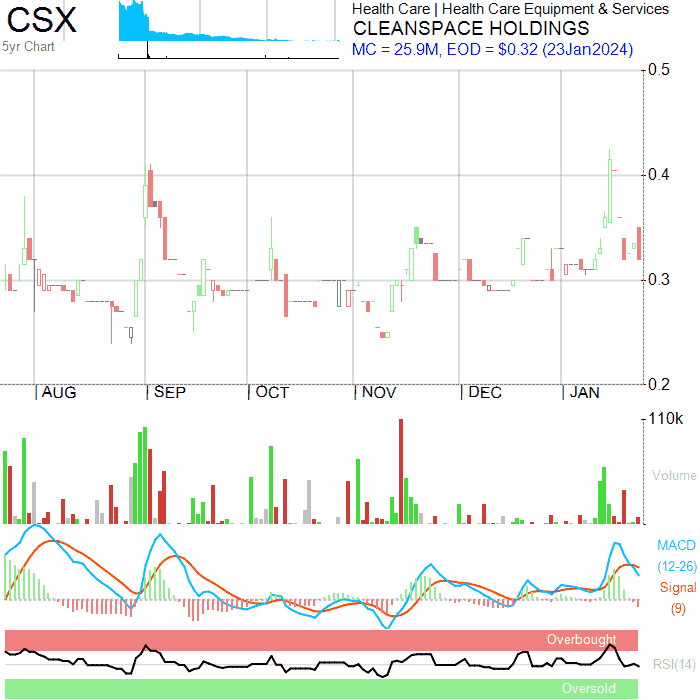 CSX
5yr Chart
Health Care | Health Care Equipment & Services
CLEANSPACE HOLDINGS
MC = 25.9M, EOD = $0.32 (23Jan2024)
0.5
0.4
0.3
0.2
AUG SEP OCT NOV DEC JAN
110k
Volume
MACD
(12-26)
Signal
(9)
Overbought
RSI(14)
Oversold